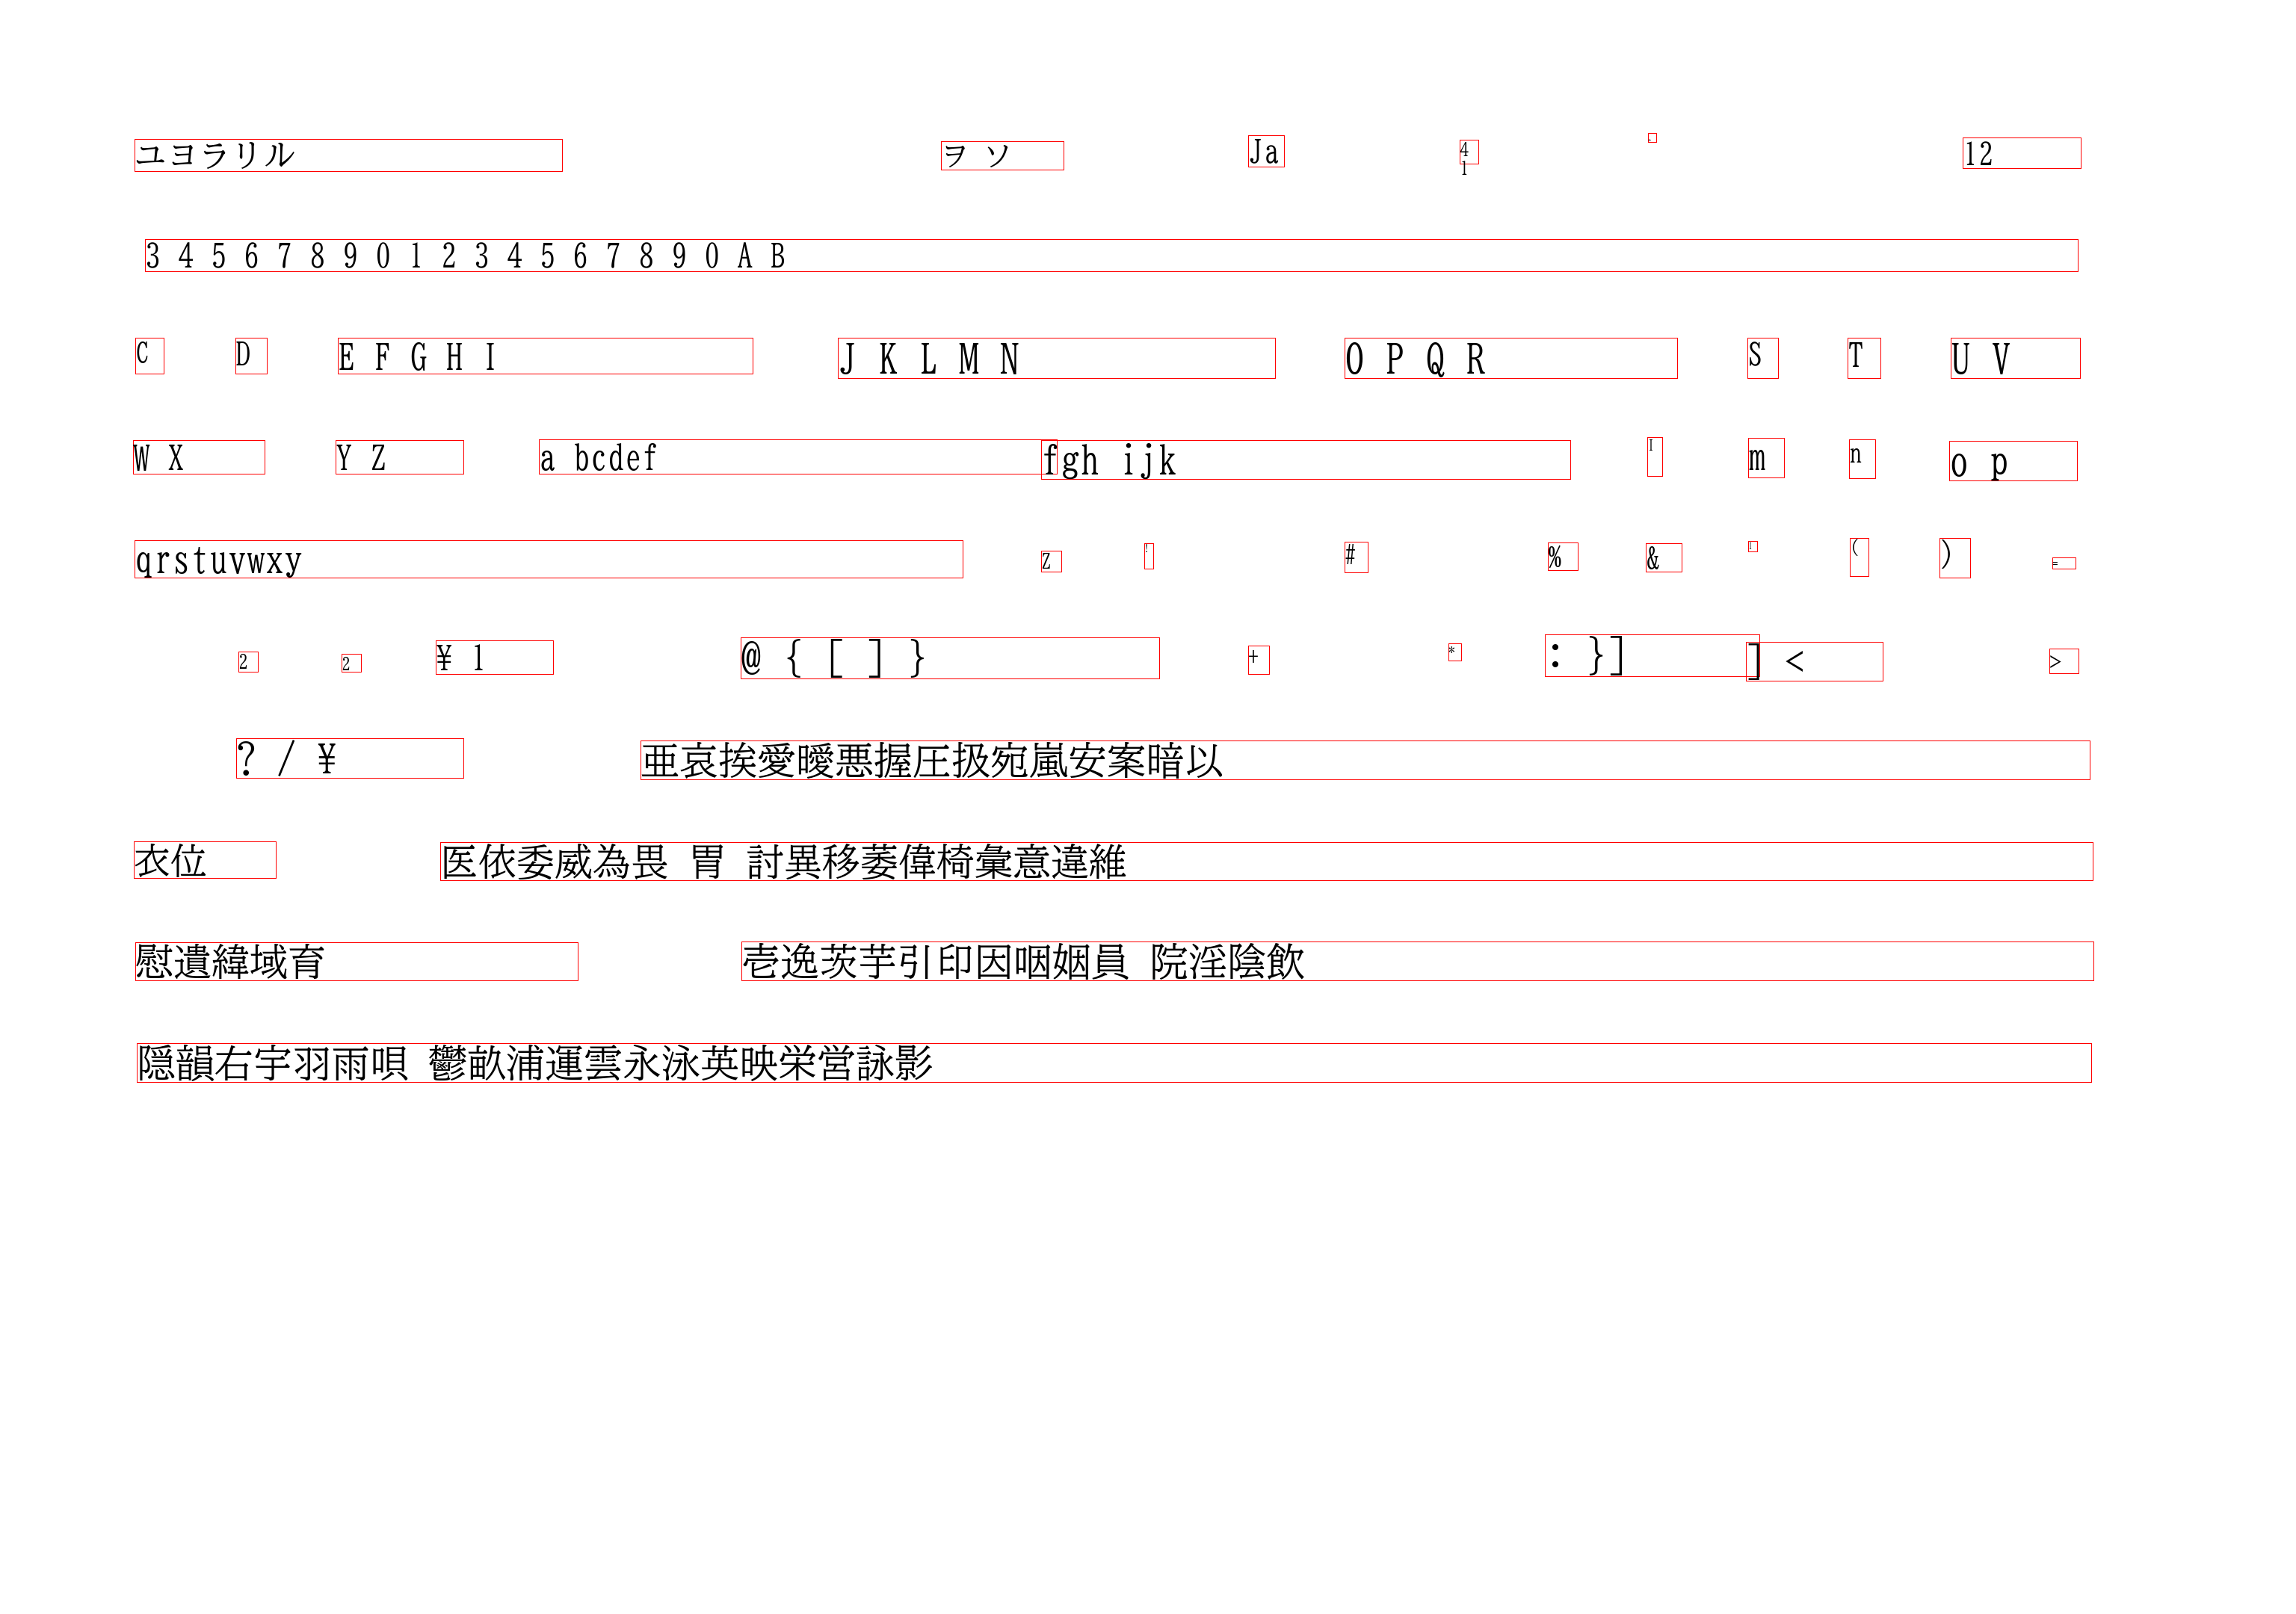 ユヨラリル ヲ ソ Ja 4 1 12
3 4 5 6 7 8 9 0 1 2 3 4 5 6 7 8 9 0 A B
C D E F G H I J K L M N O P Q R S T U V
W X Y Z a bcdef fgh ijk I m n o p
qrstuvwxy z ! # % & ( ) =
2 2 ¥ 1 @ { [ ] } + * : }] ] < >
? / ¥ 亜哀挨愛曖悪握圧扱宛嵐安案暗以
衣位 医依委威為畏 胃 討異移萎偉椅彙意違維
慰遺緯域育 壱逸茨芋引印因咽姻員 院淫陰飲
隠韻右宇羽雨唄 鬱畝浦運雲永泳英映栄営詠影